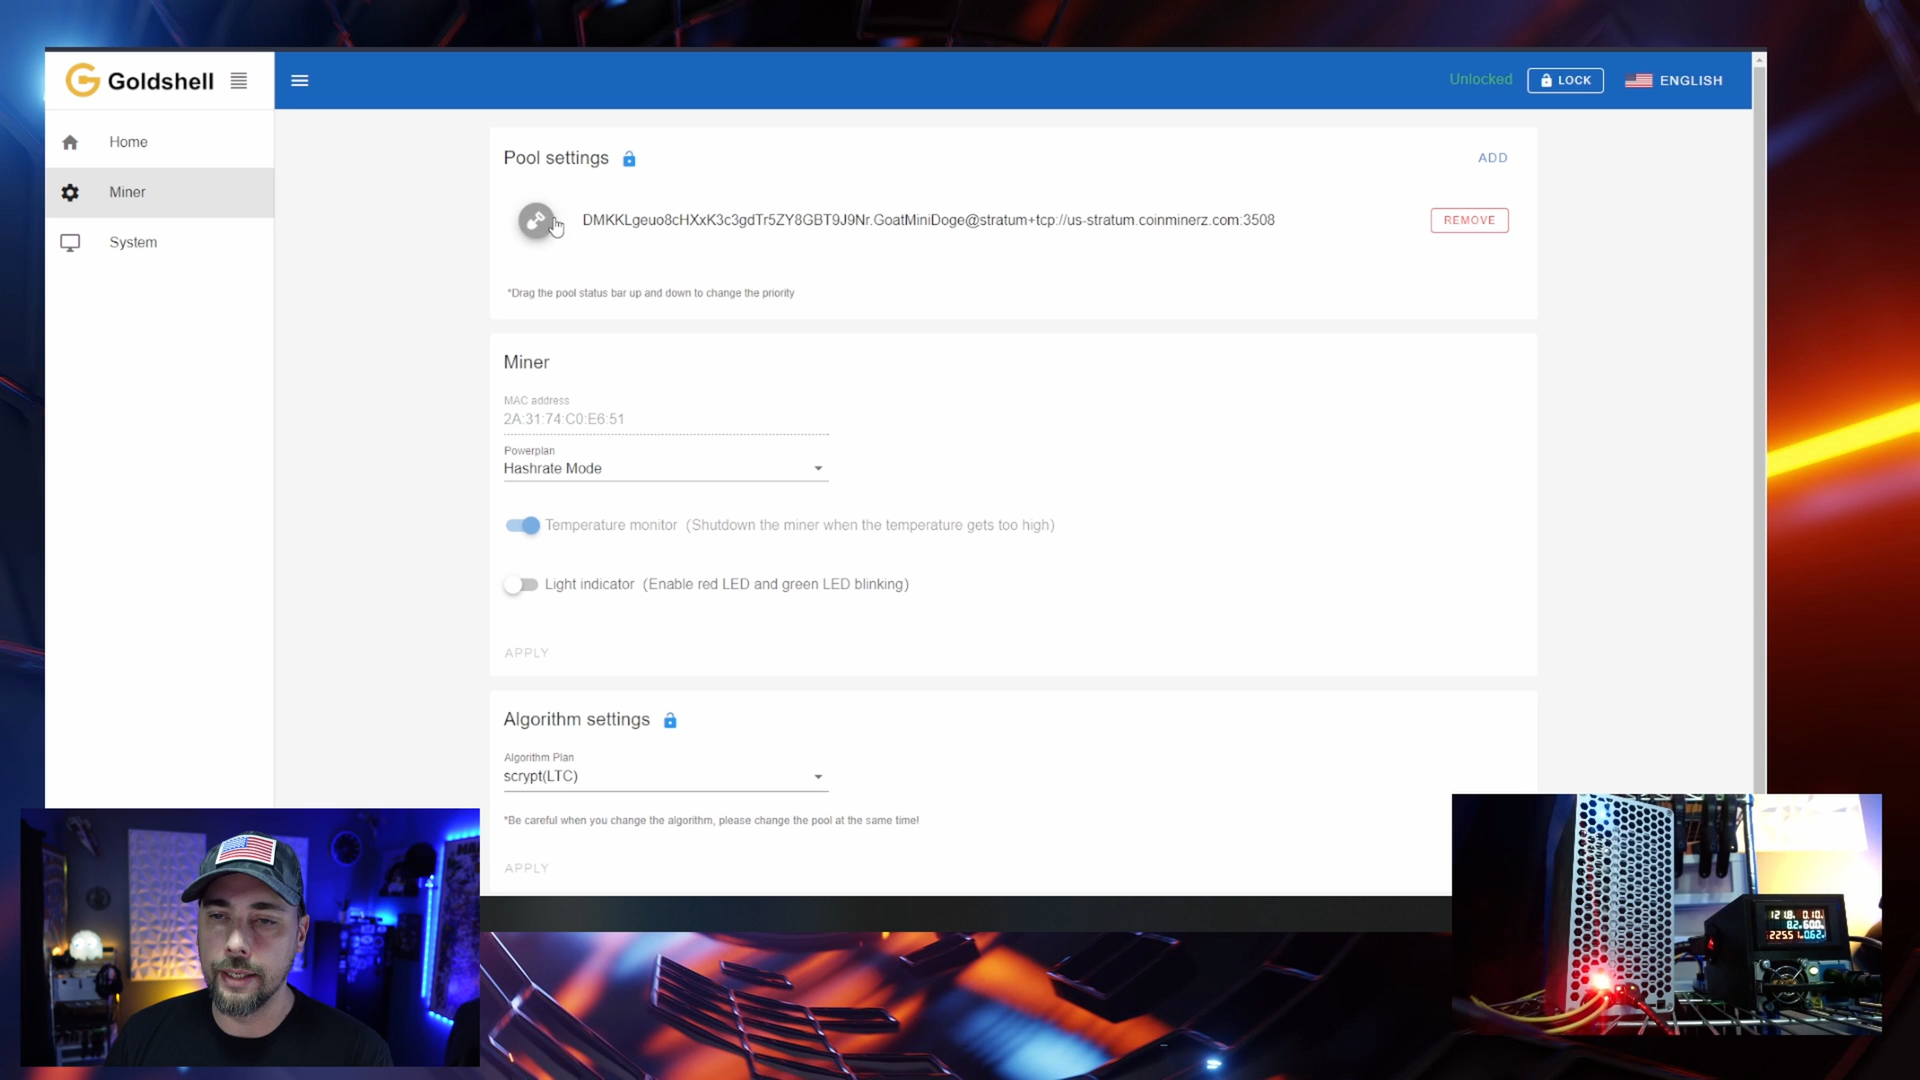 Goldshell
Unlocked
LOCK
ENGLISH
Home
Miner
System
Pool settings
ADD
DMKKLgeuo8cHXxK3c3gdTr5ZY8GBT9J9Nr.GoatMiniDoge@stratum+tcp://us-stratum.coinminerz.com:3508
REMOVE
*Drag the pool status bar up and down to change the priority
Miner
MAC address
2A:31:74:C0:E6:51
Powerplan
Hashrate Mode
Temperature monitor (Shutdown the miner when the temperature gets too high)
Light indicator (Enable red LED and green LED blinking)
APPLY
Algorithm settings
Algorithm Plan
scrypt(LTC)
*Be careful when you change the algorithm, please change the pool at the same time!
APPLY